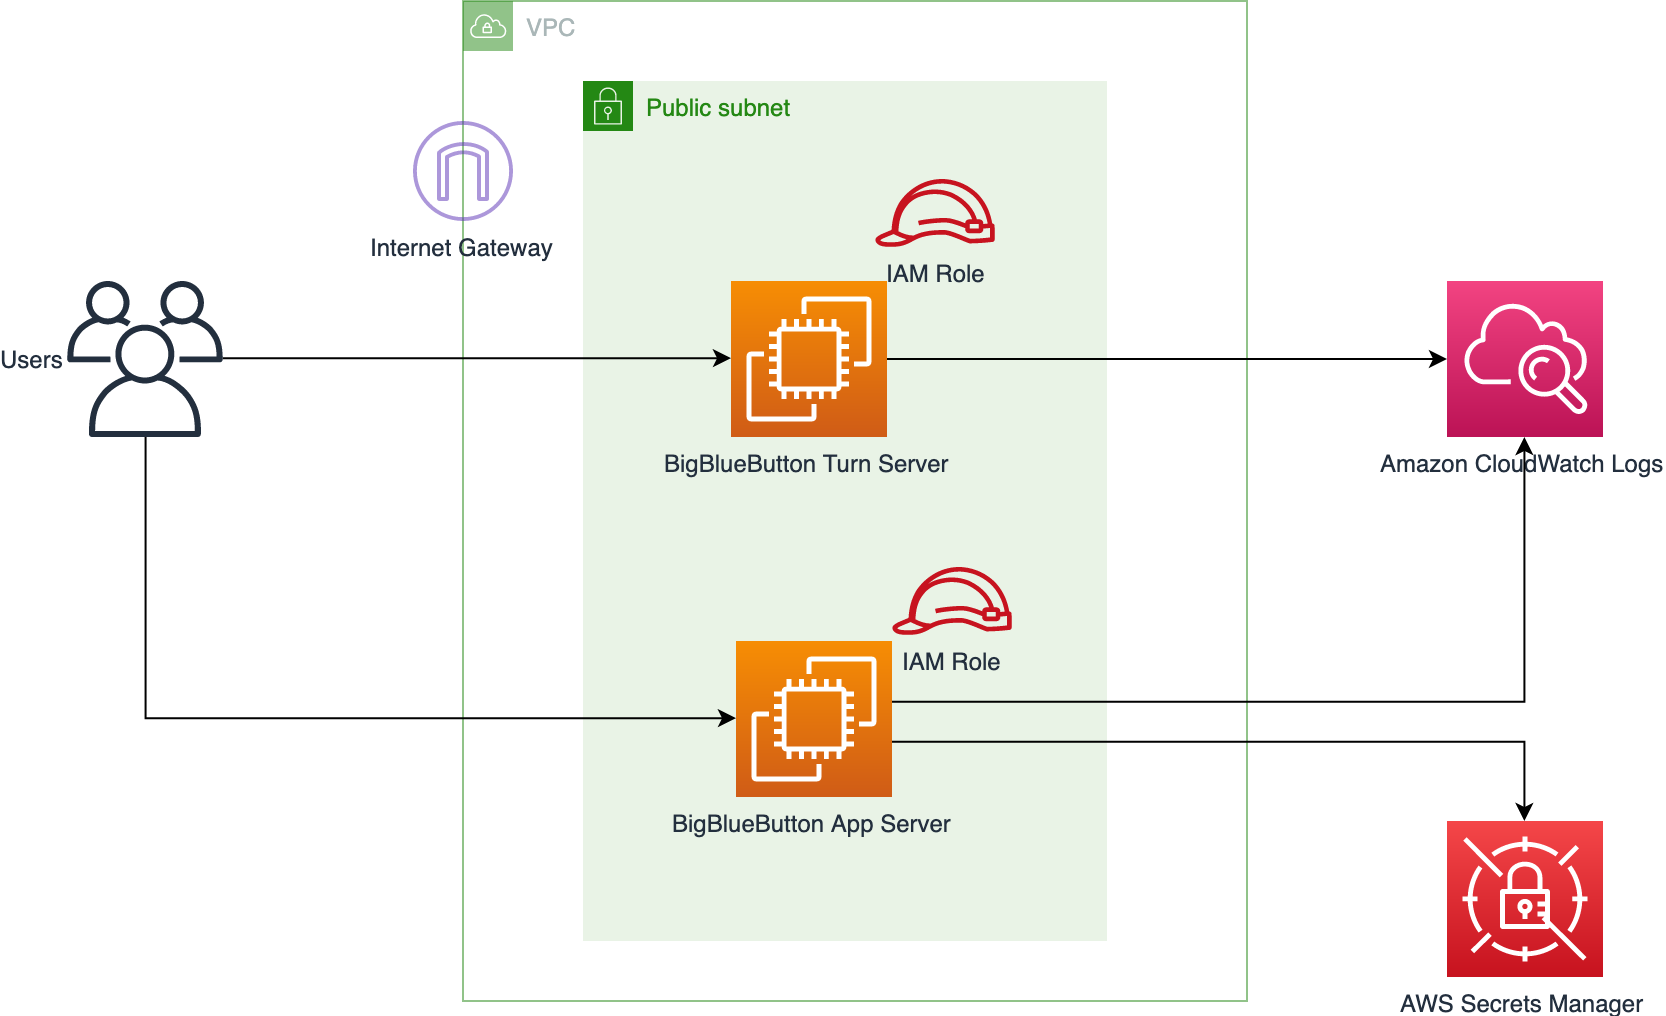 VPC
Public subnet
Internet Gateway
IAM Role
Users
BigBlueButton Turn Server
Amazon CloudWatch Logs
IAM Role
BigBlueButton App Server
AWS Secrets Manager